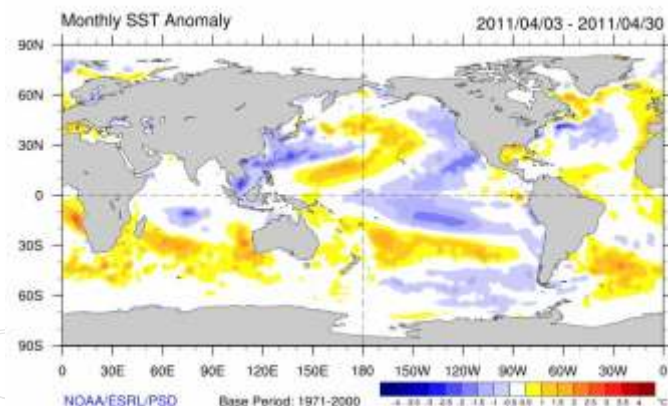 Monthly SST Anomaly 2011/04/03 - 2011/04/30
90N
60N
30N
0
30S
60S
90S
0 30E 60E 90E 120E 150E 180 150W 120W 90W 60W 30W 0
NOAA/ESRL/PSD Base Period: 1971-2000